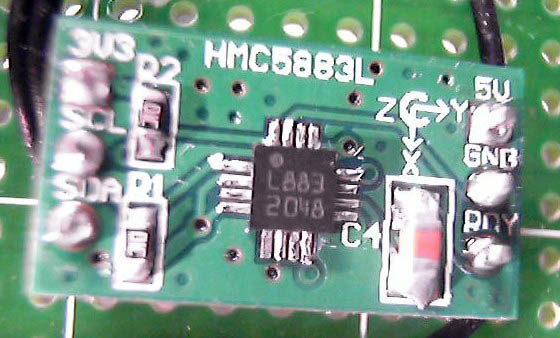 HMC5883L
3V3
R2
SCL
SDA
R1
L883
2048
Z
Y
X
C4
5V
GND
RDY